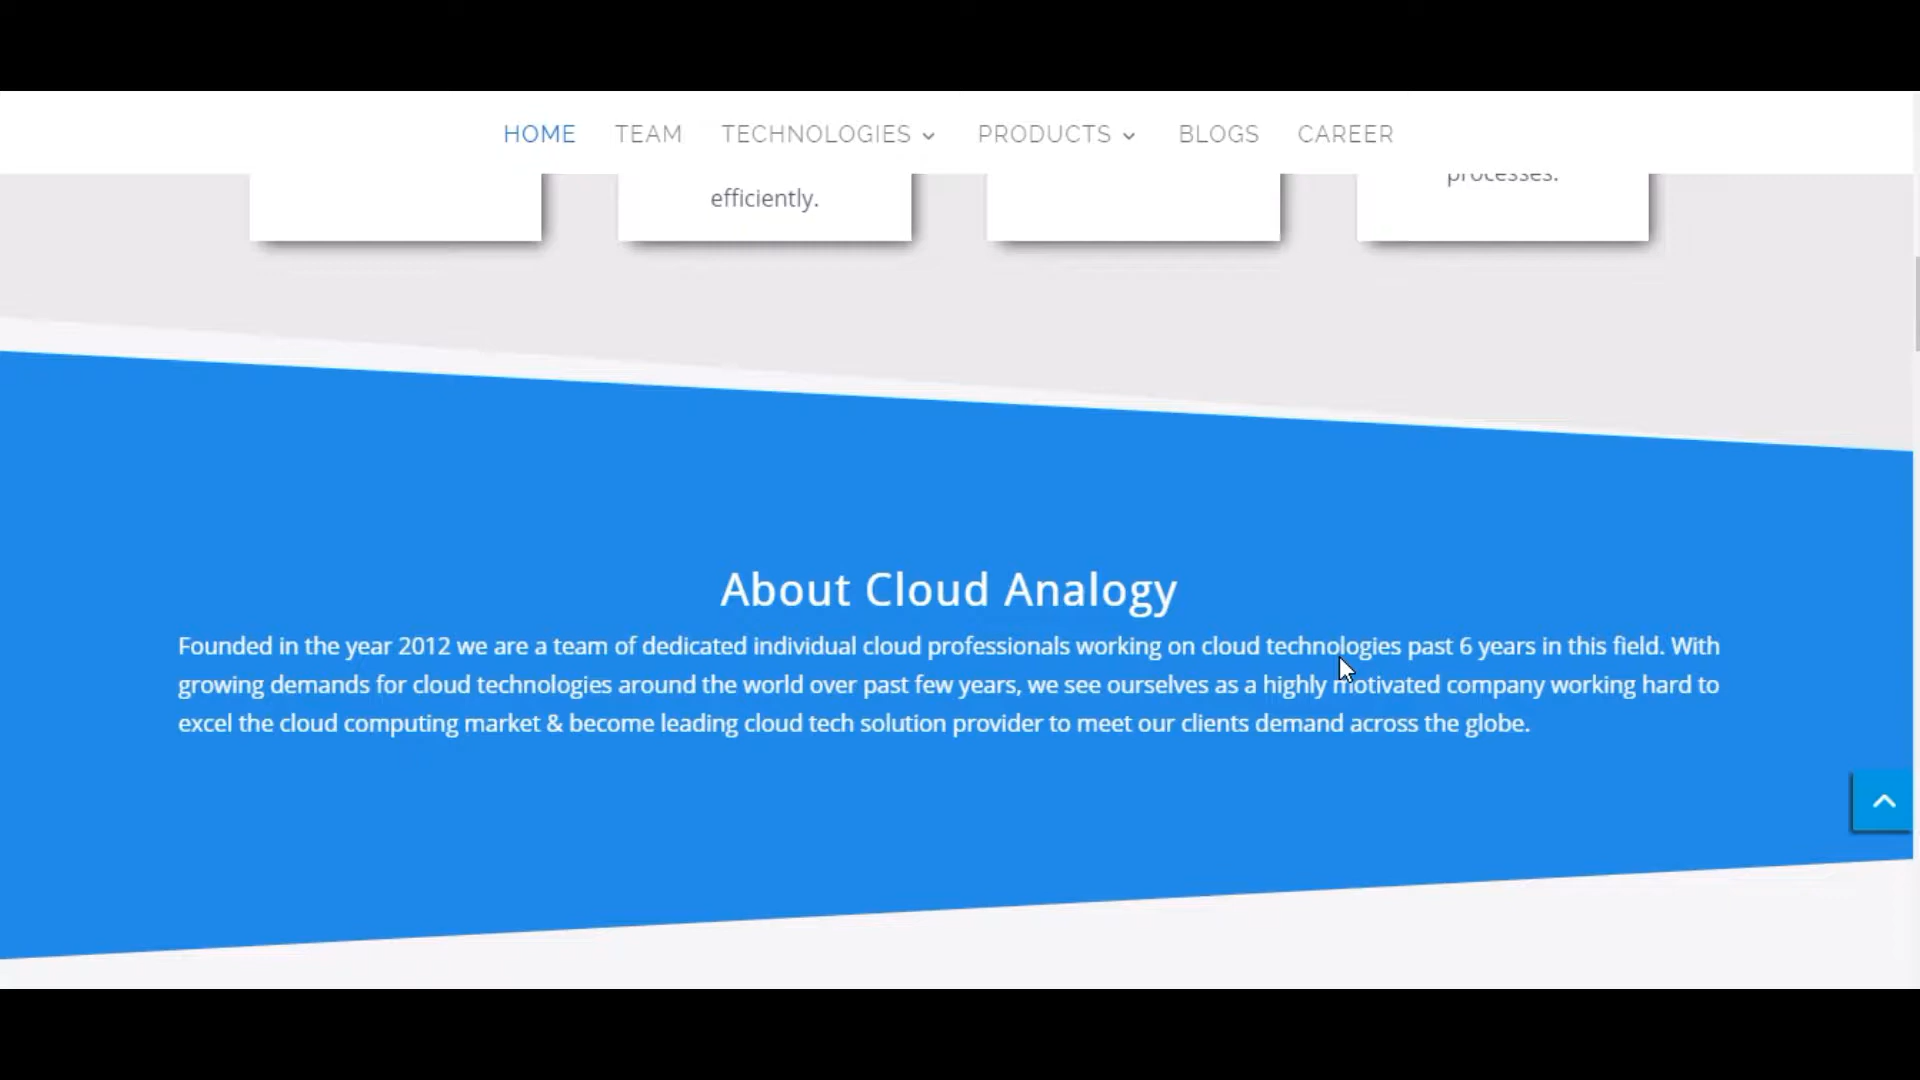 HOME TEAM TECHNOLOGIES PRODUCTS BLOGS CAREER
processes.
efficiently.
About Cloud Analogy
Founded in the year 2012 we are a team of dedicated individual cloud professionals working on cloud technologies past 6 years in this field. With
growing demands for cloud technologies around the world over past few years, we see ourselves as a highly motivated company working hard to
excel the cloud computing market & become leading cloud tech solution provider to meet our clients demand across the globe.